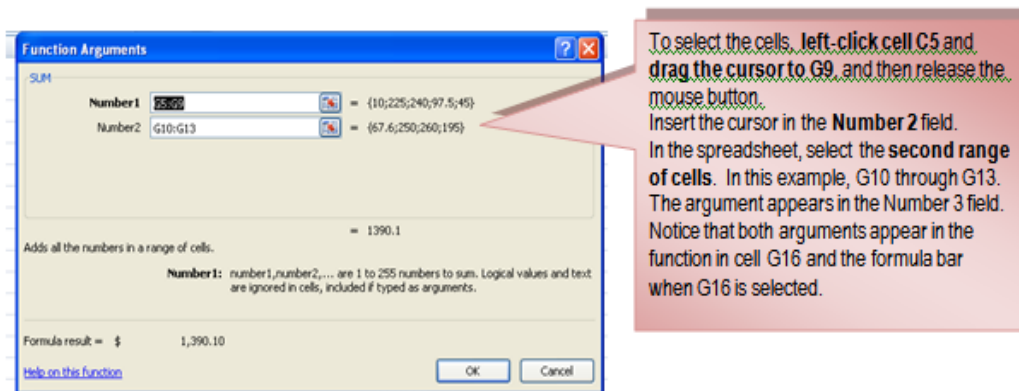 Function Arguments
SUM
Number1 G5:G9 = {10;225;240;97.5;45}
Number2 G10:G13 = {67.6;250;260;195}
= 1390.1
Adds all the numbers in a range of cells.
Number1: number1,number2,... are 1 to 255 numbers to sum. Logical values and text
are ignored in cells, included if typed as arguments.
Formula result = $ 1,390.10
Help on this function
OK Cancel
To select the cells, left-click cell C5 and
drag the cursor to G9, and then release the
mouse button.
Insert the cursor in the Number 2 field.
In the spreadsheet, select the second range
of cells. In this example, G10 through G13.
The argument appears in the Number 3 field.
Notice that both arguments appear in the
function in cell G16 and the formula bar
when G16 is selected.